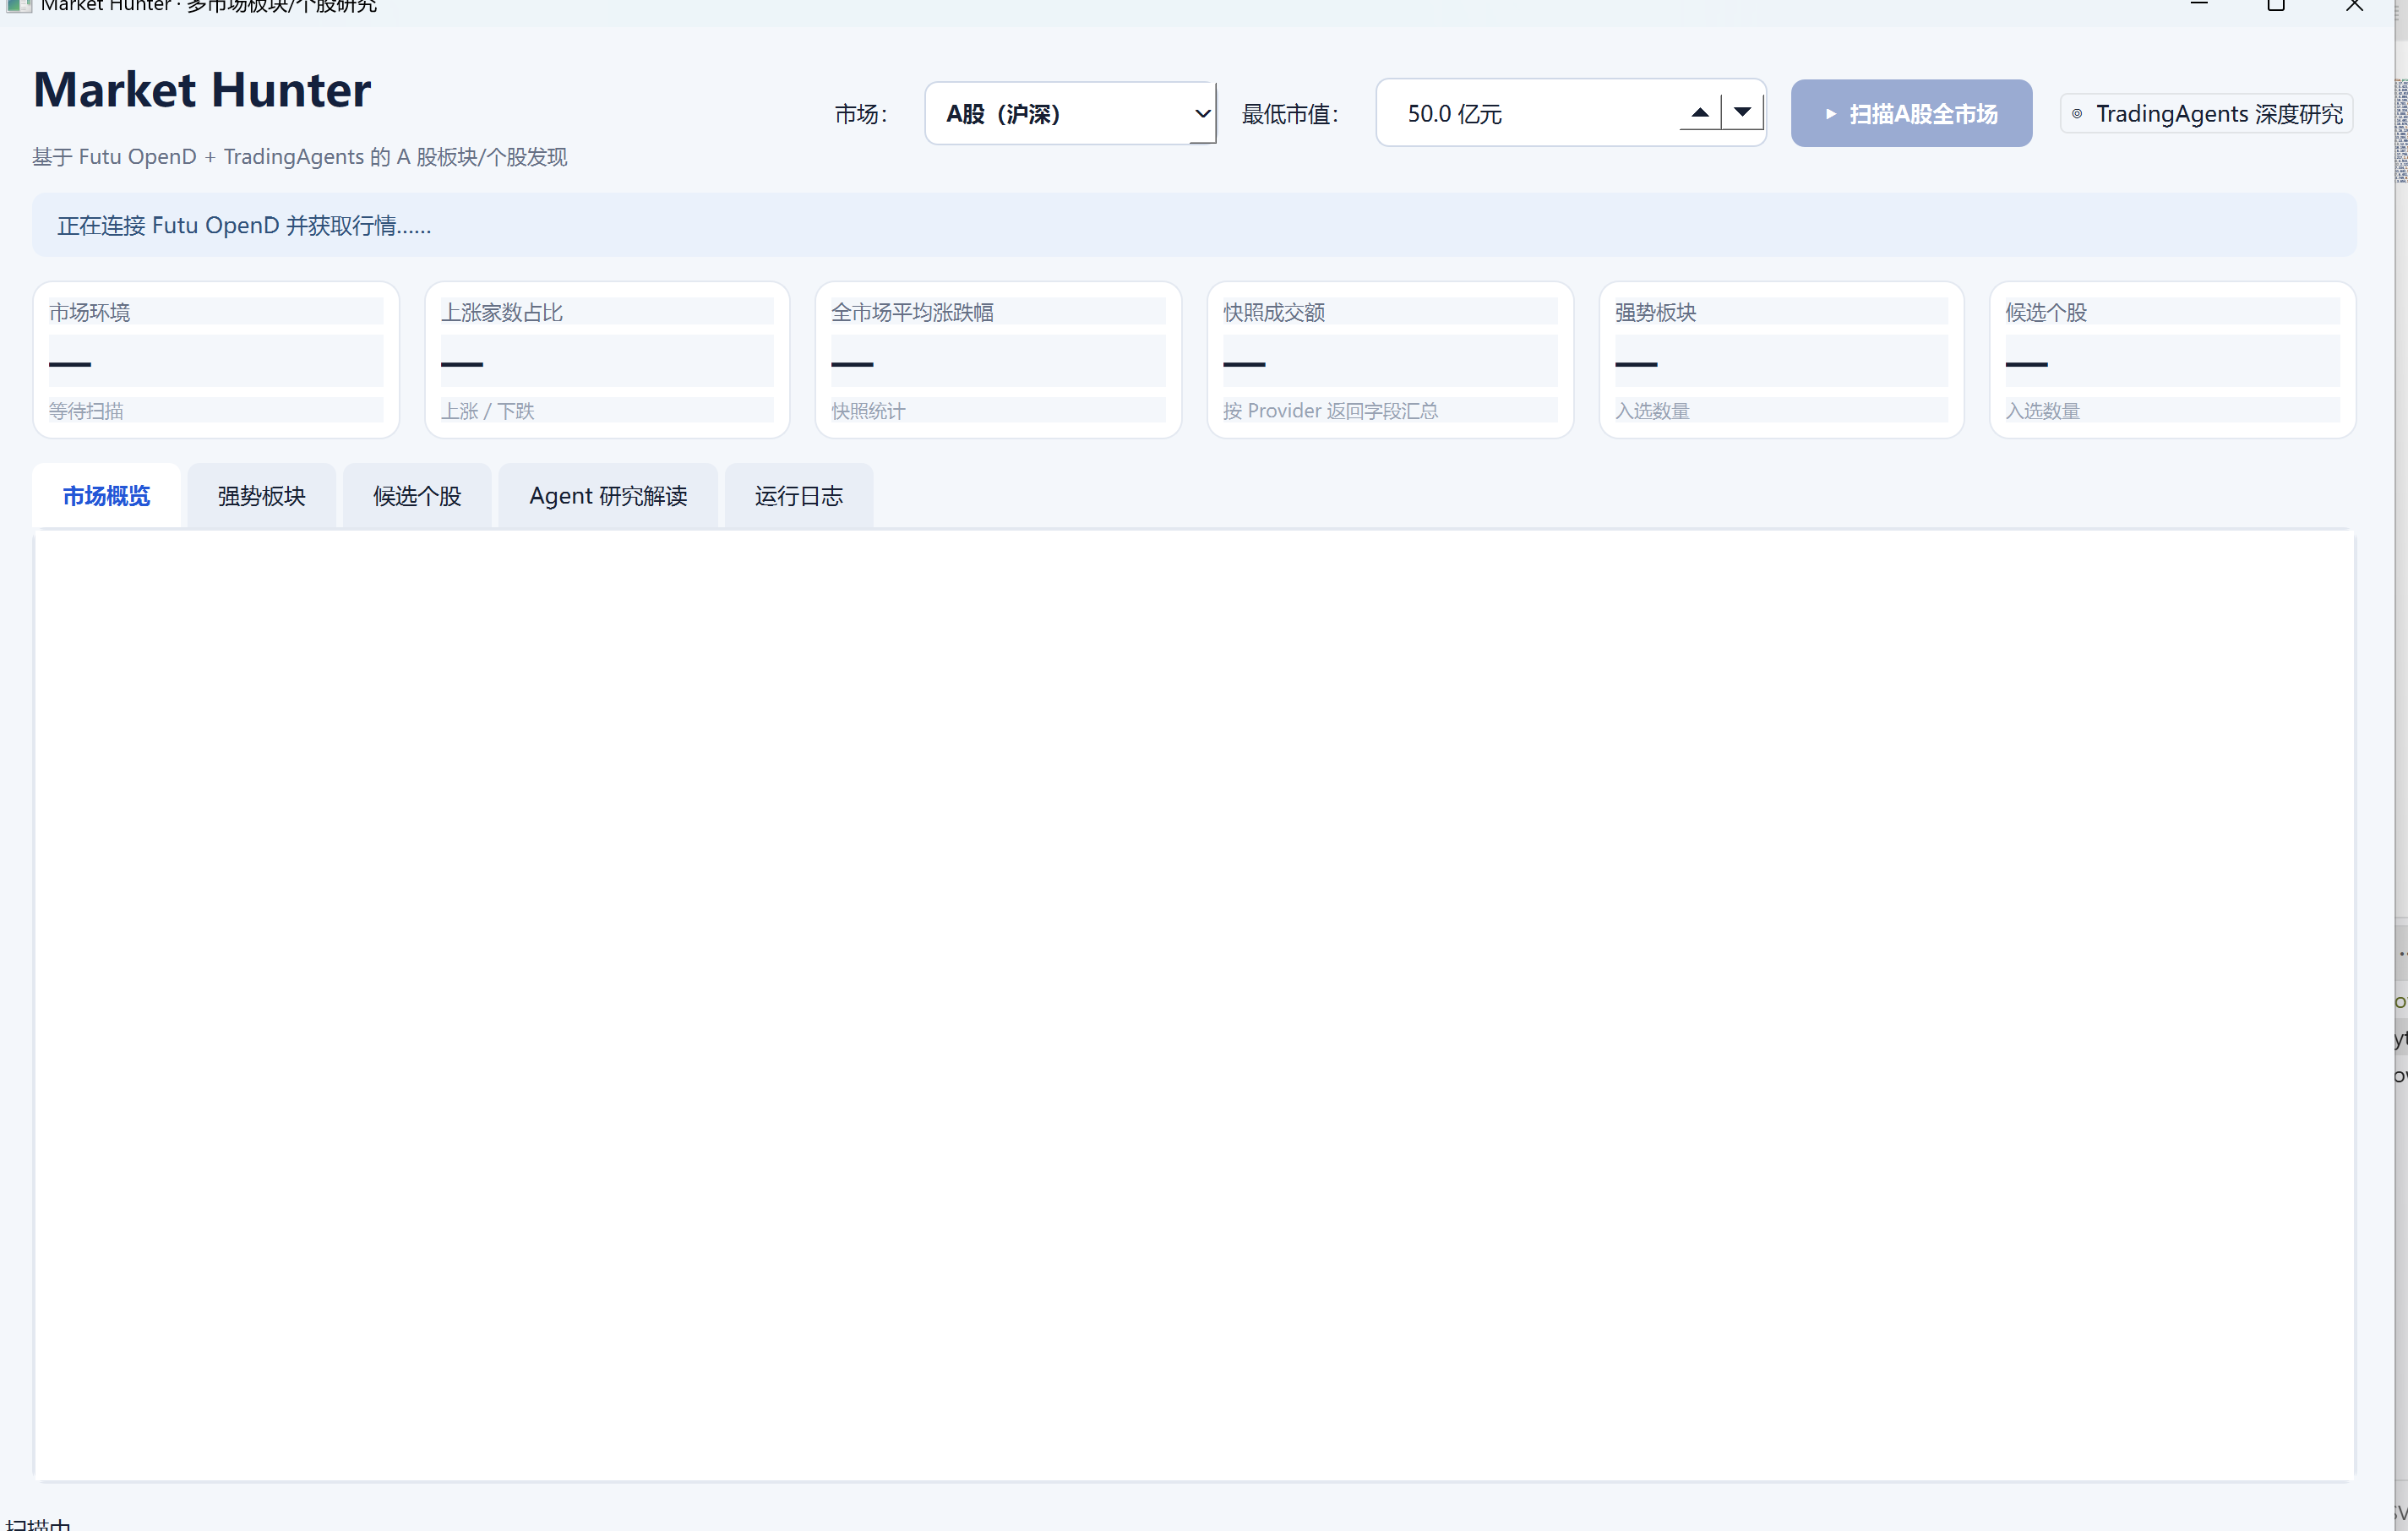 Market Hunter · 多市场板块/个股研究
Market Hunter
基于 Futu OpenD + TradingAgents 的 A 股板块/个股发现
市场： A股（沪深） 最低市值： 50.0 亿元 ▶ 扫描A股全市场 ◎ TradingAgents 深度研究
正在连接 Futu OpenD 并获取行情......
市场环境 上涨家数占比 全市场平均涨跌幅 快照成交额 强势板块 候选个股
— — — — — —
等待扫描 上涨 / 下跌 快照统计 按 Provider 返回字段汇总 入选数量 入选数量
市场概览 强势板块 候选个股 Agent 研究解读 运行日志
扫描中